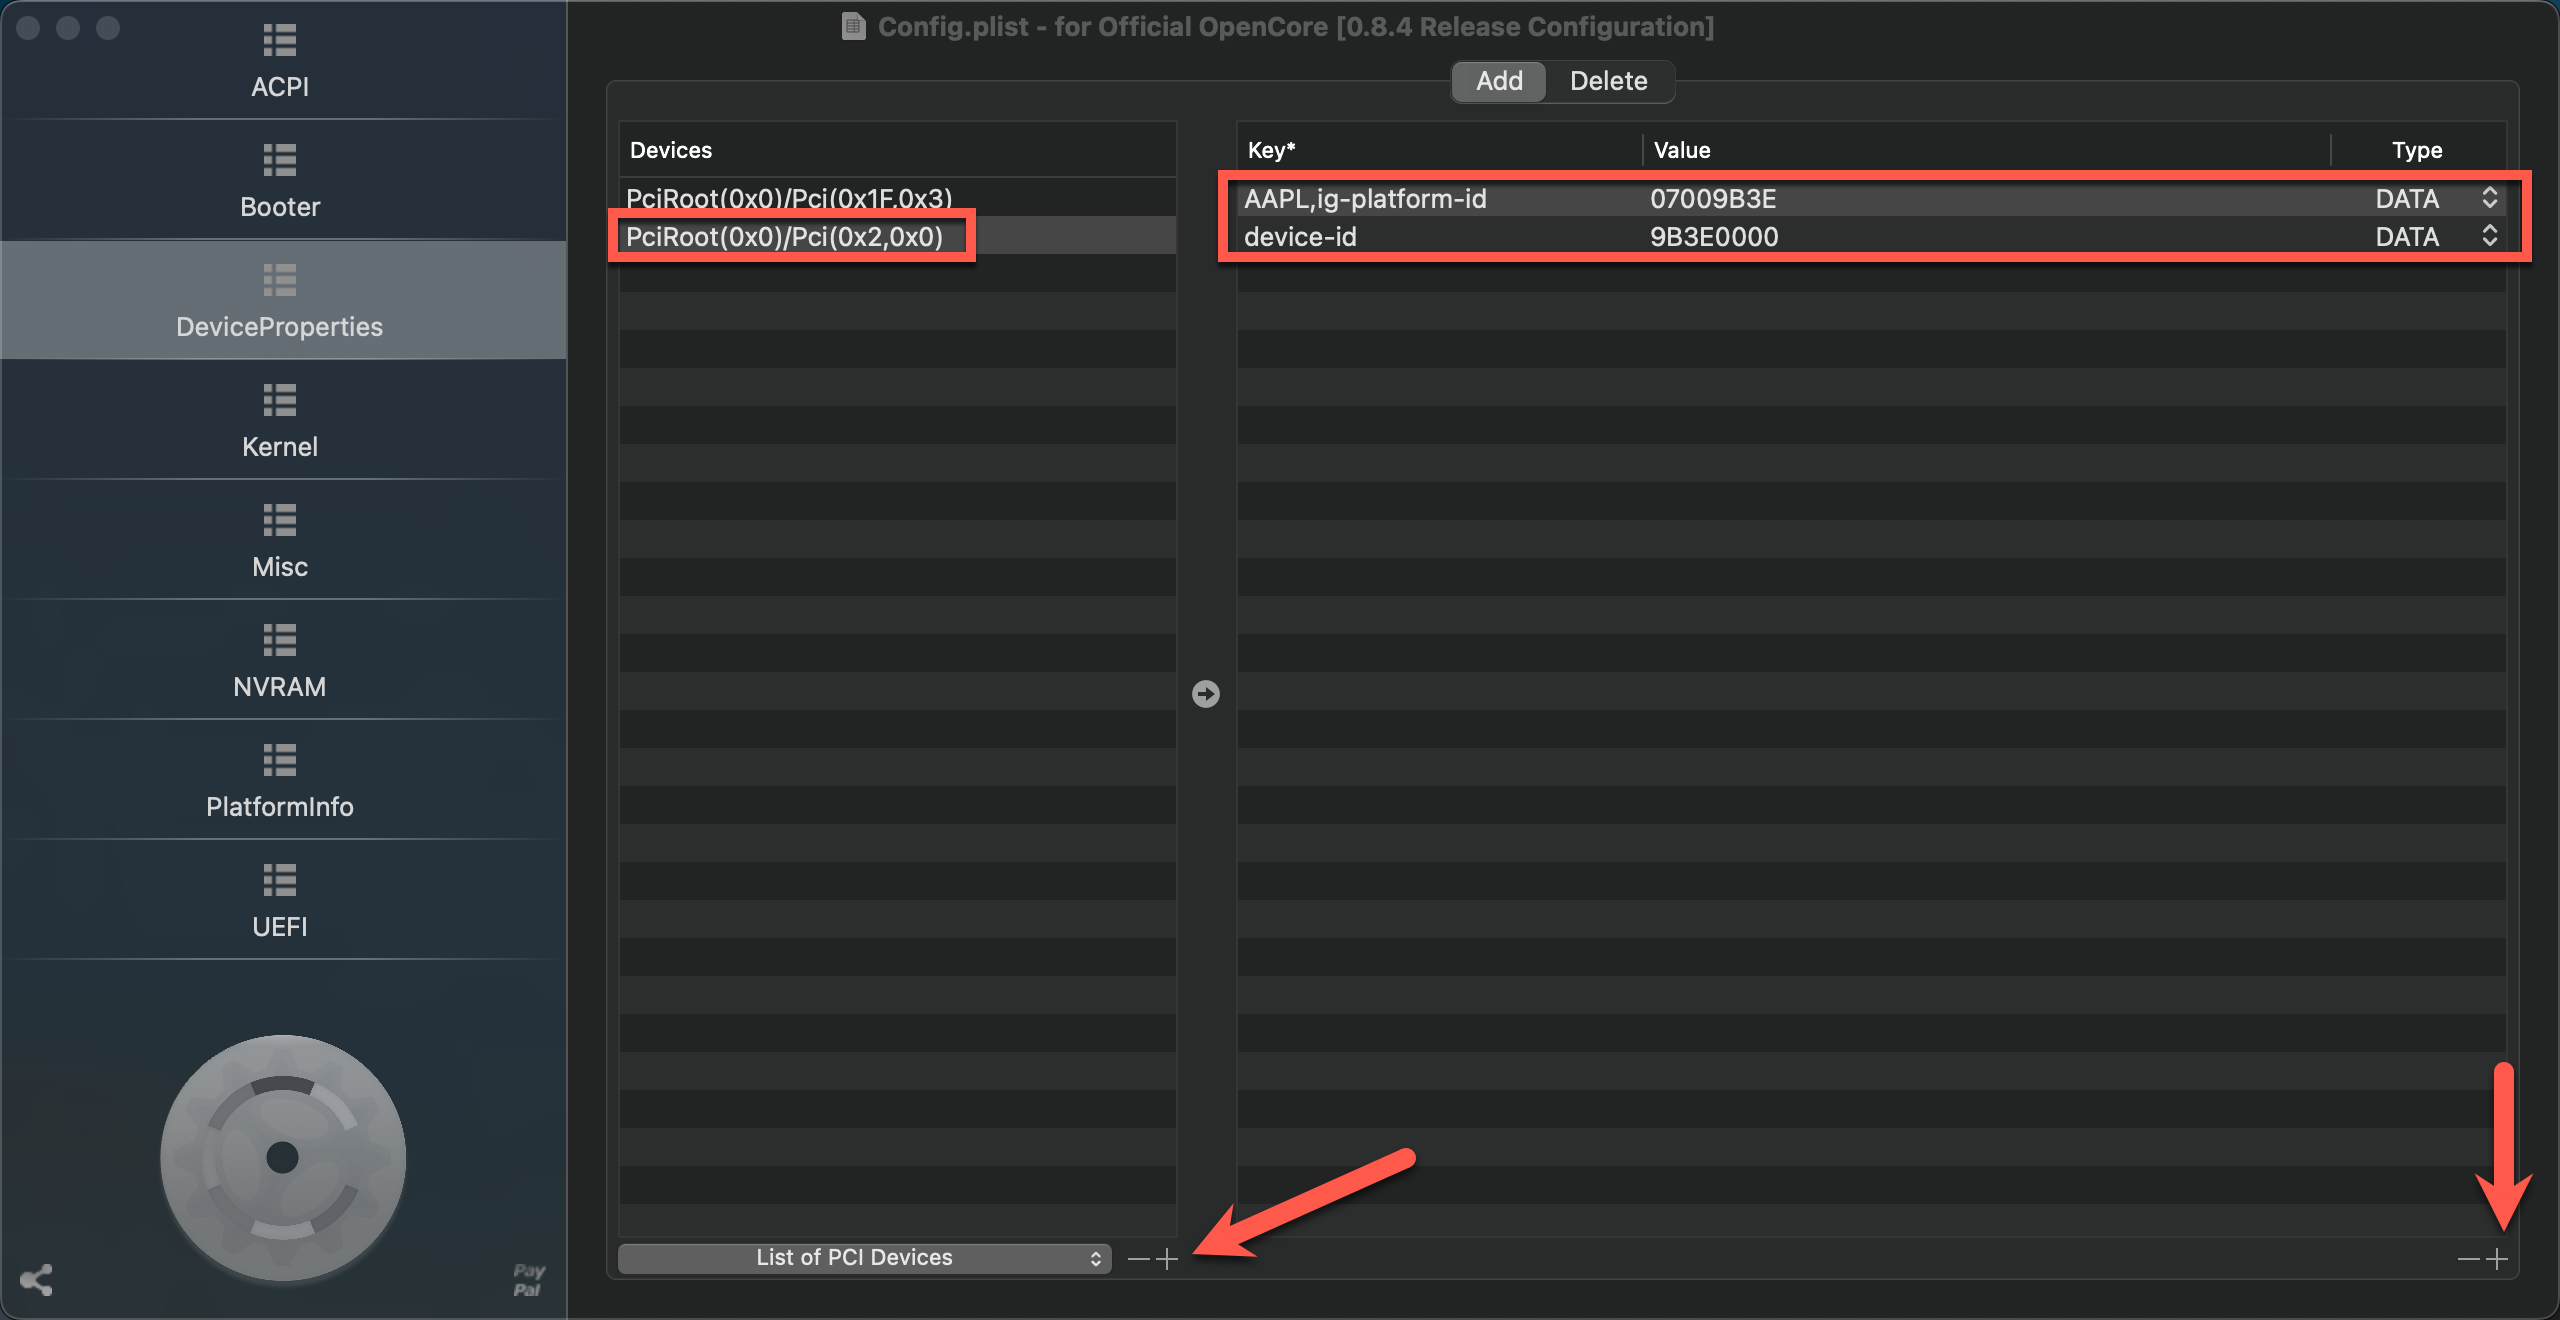 Config.plist - for Official OpenCore [0.8.4 Release Configuration]
ACPI
Booter
DeviceProperties
Kernel
Misc
NVRAM
PlatformInfo
UEFI
Pay
Pal
Add Delete
Devices
PciRoot(0x0)/Pci(0x1F,0x3)
PciRoot(0x0)/Pci(0x2,0x0)
List of PCI Devices
Key* Value Type
AAPL,ig-platform-id 07009B3E DATA
device-id 9B3E0000 DATA